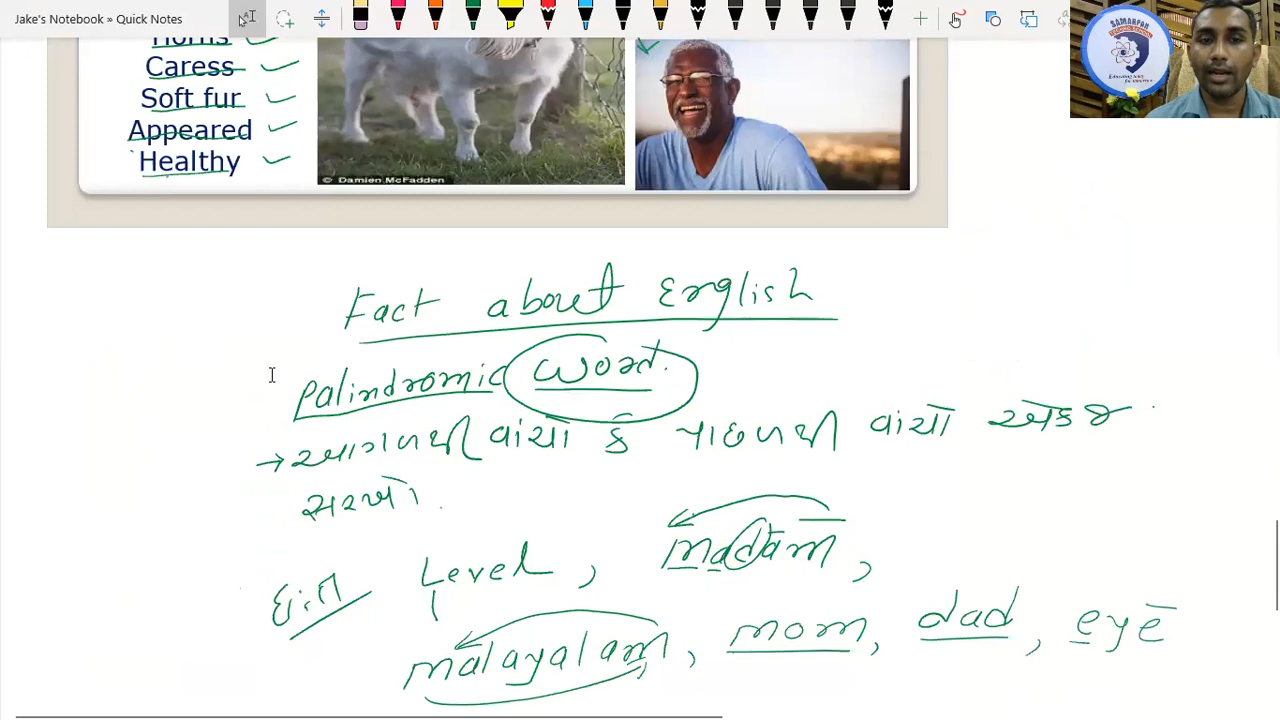 Jake's Notebook » Quick Notes
Horns
Caress
Soft fur
Appeared
Healthy
© Damien McFadden
SAMARPAN
Fact about English
palindromic word.
→ આગળથી વાંચો કે પાછળથી વાંચો એકજ
સરખો.
દા.ત Level, madam,
malayalam, mom, dad, eye